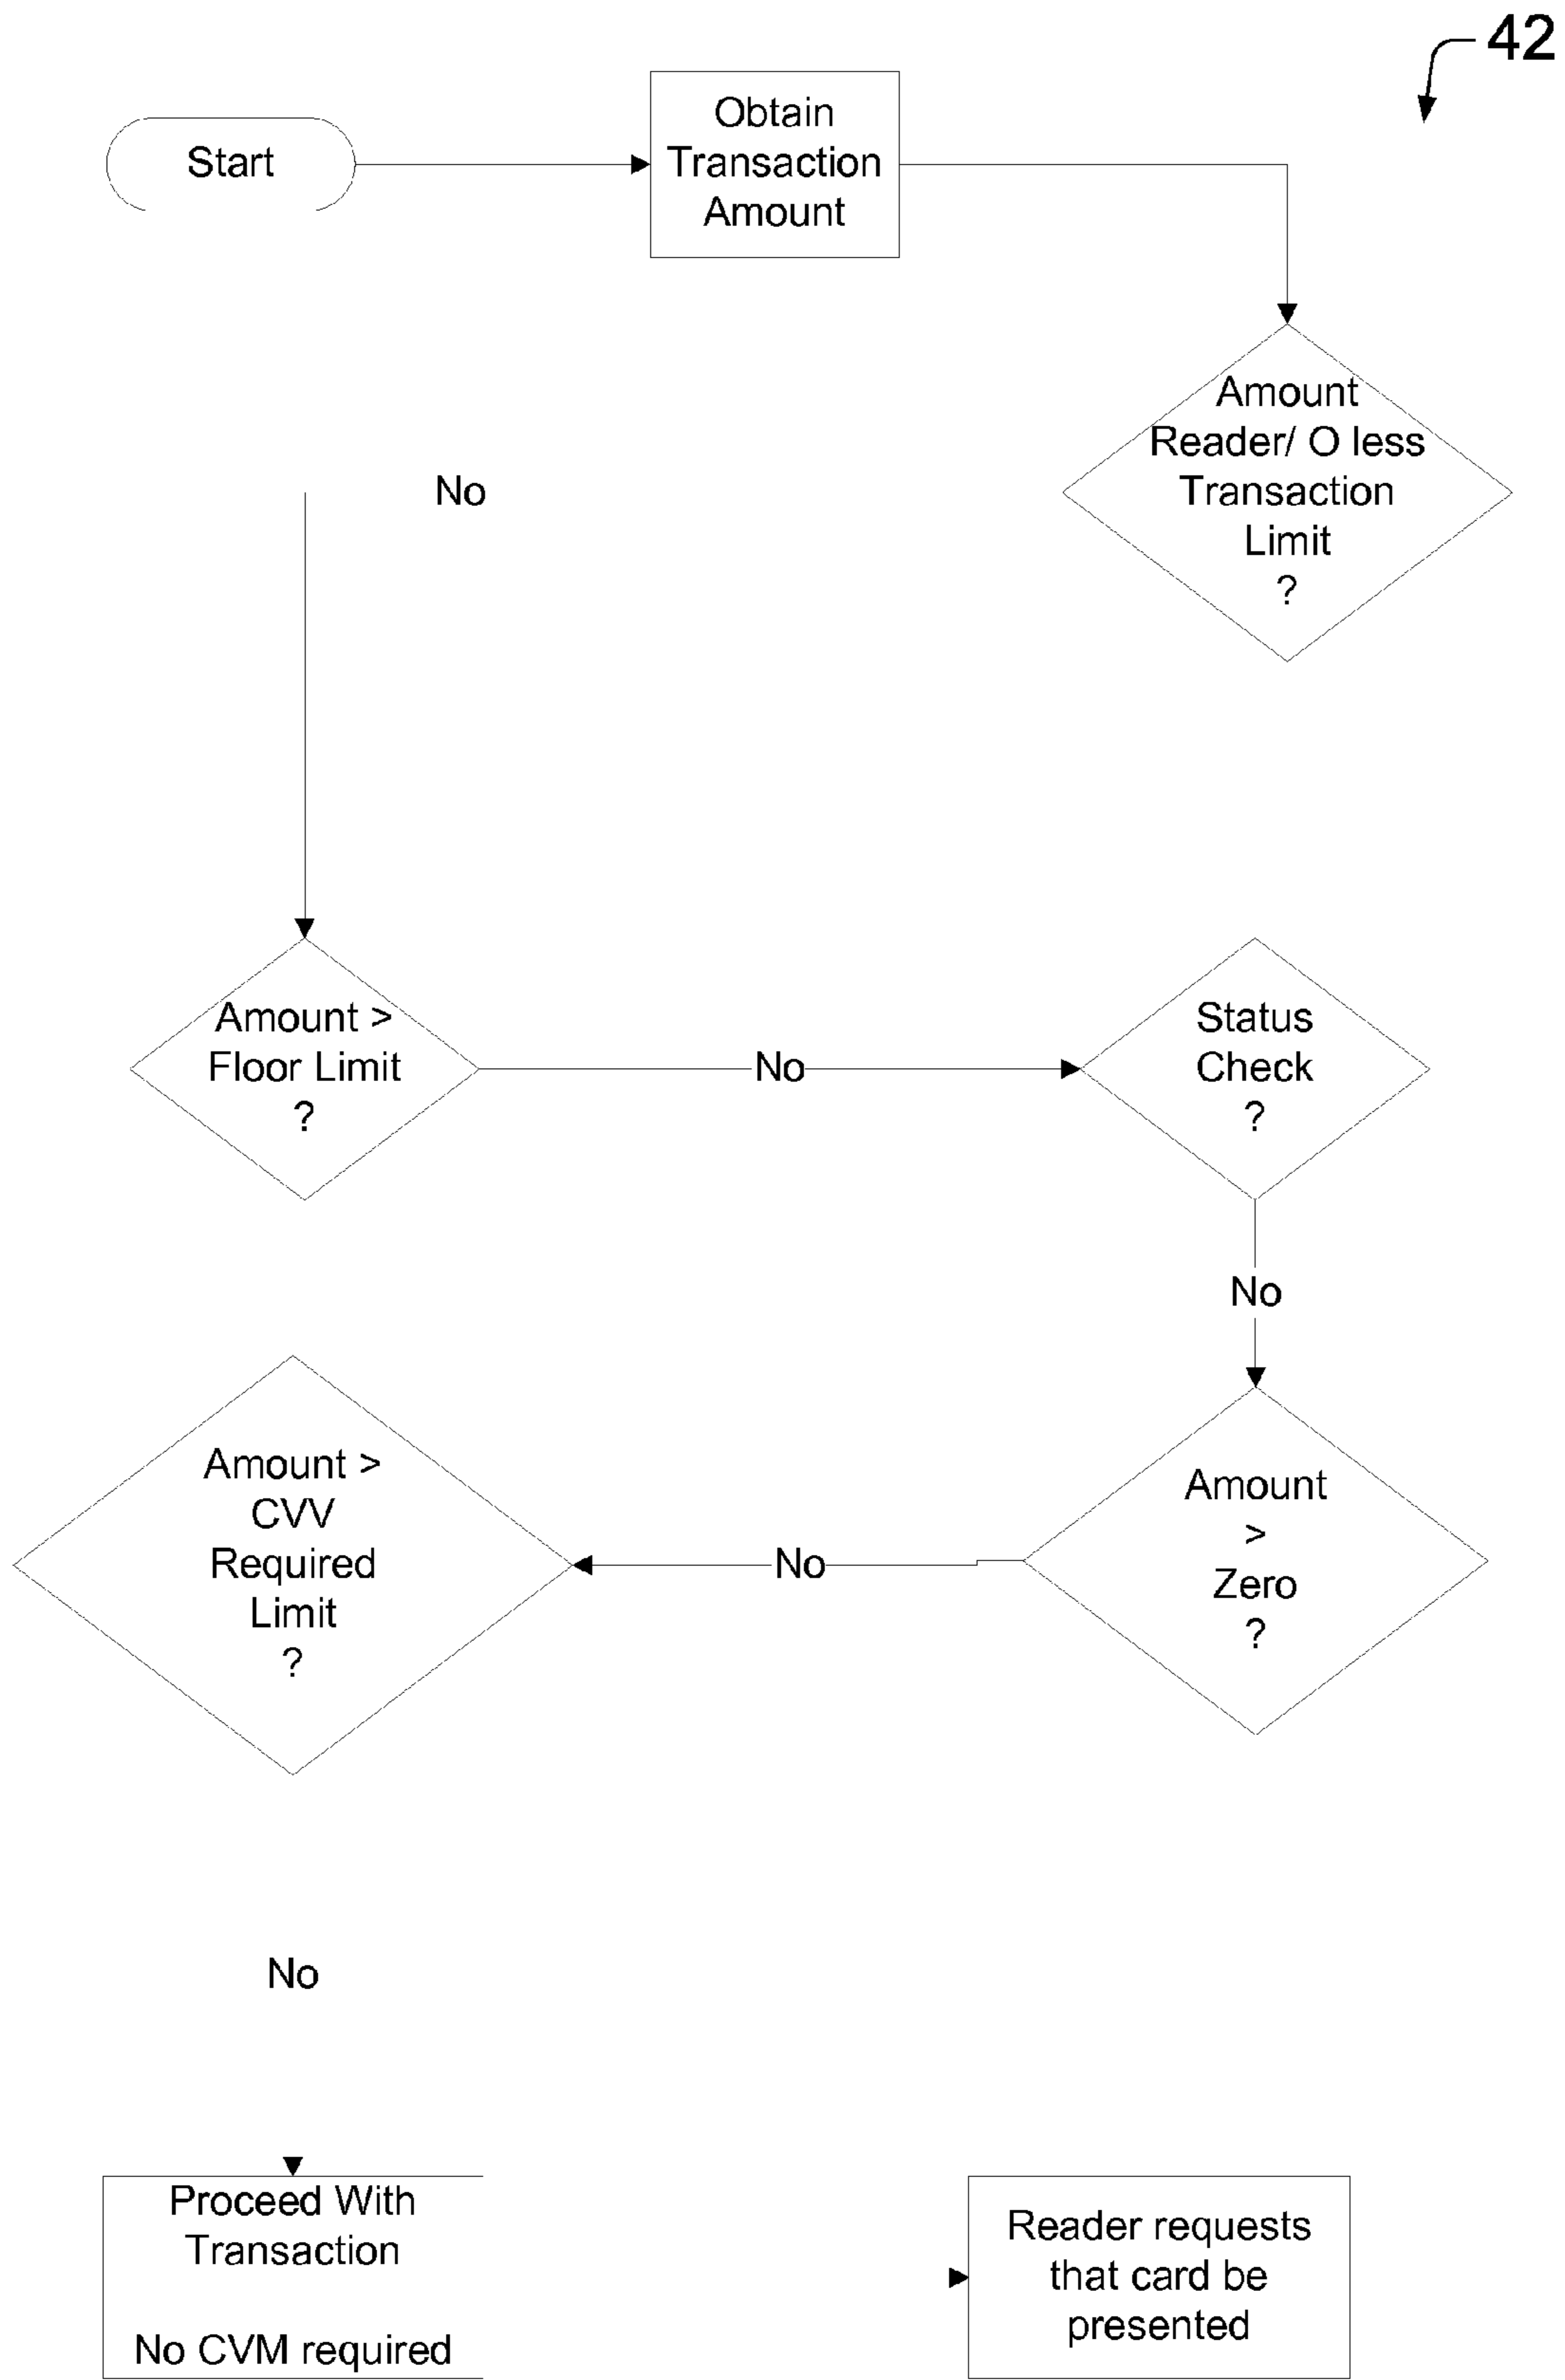 42
Start
Obtain
Transaction
Amount
Amount
Reader/ O less
Transaction
Limit
?
No
Amount >
Floor Limit
?
No
Status
Check
?
No
Amount >
CVV
Required
Limit
?
No
Amount
>
Zero
?
No
Proceed With
Transaction
No CVM required
Reader requests
that card be
presented